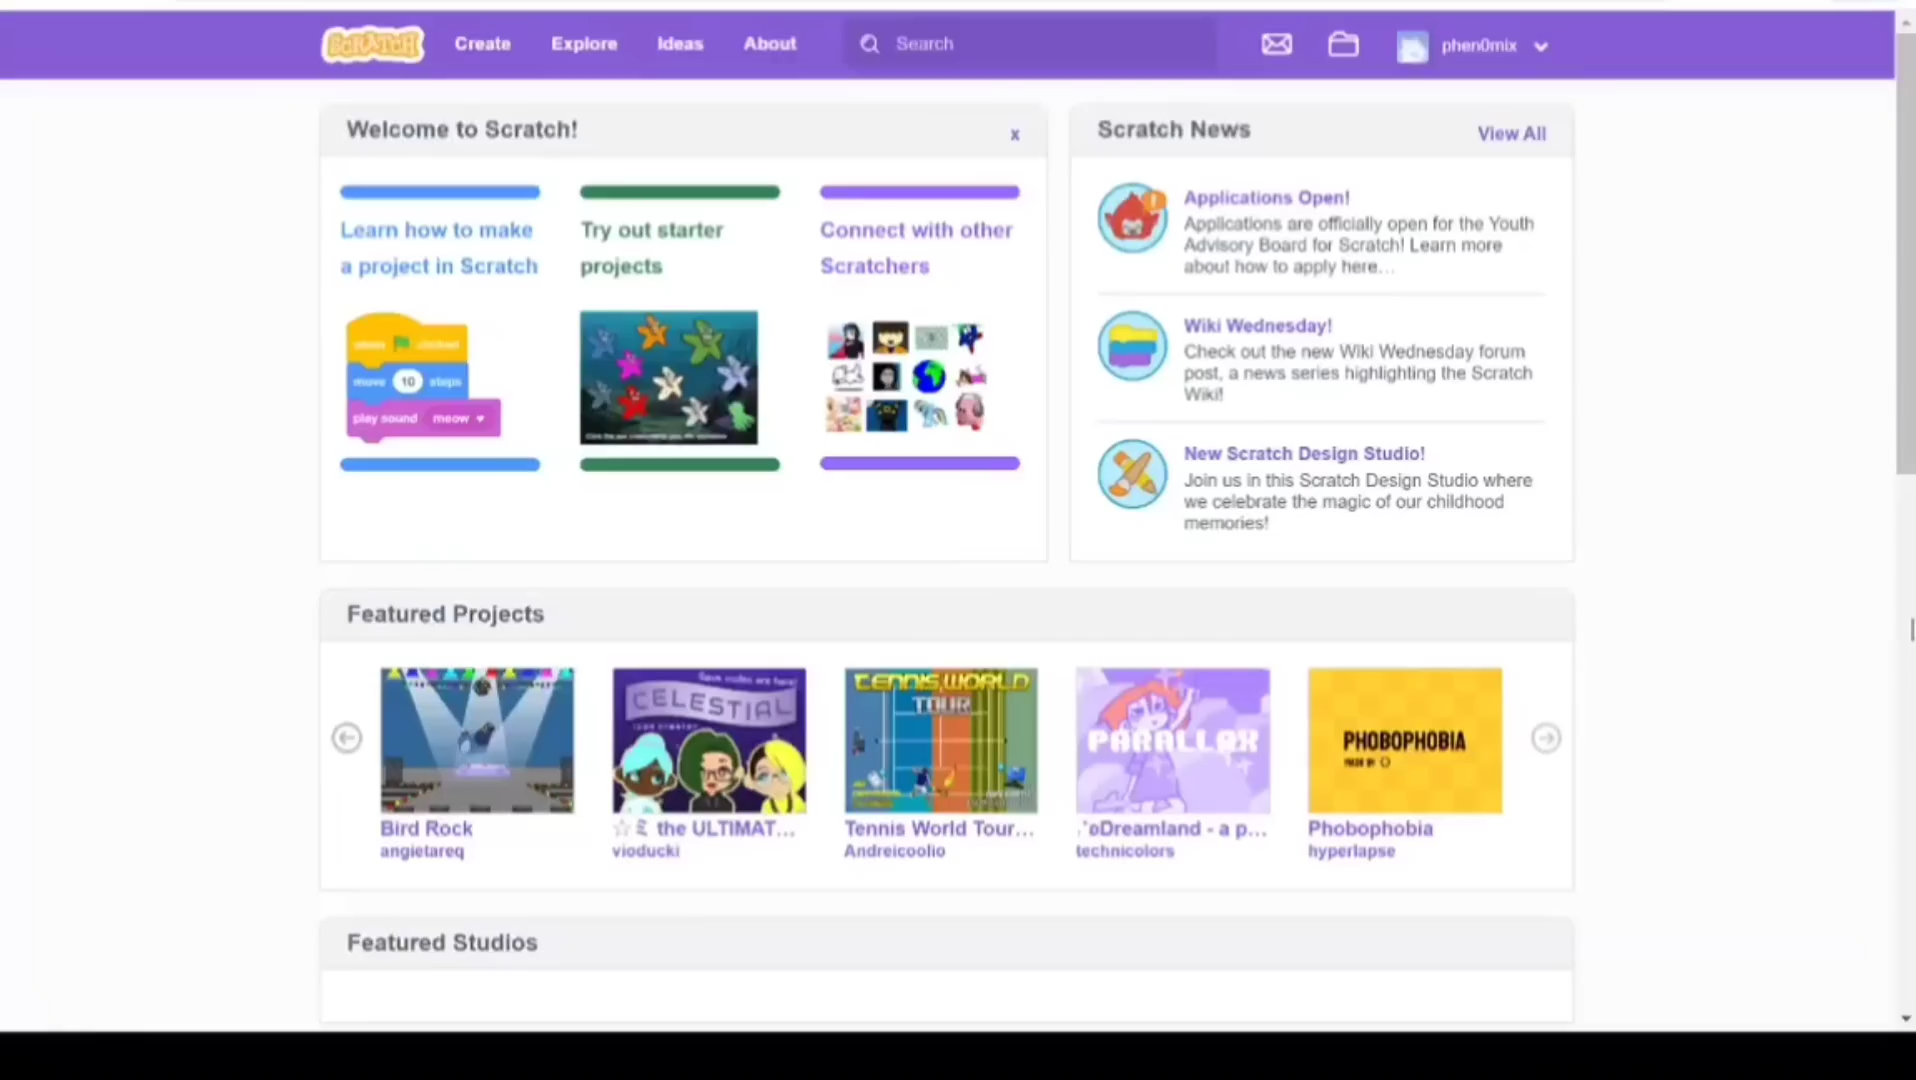 SCRATCH
Create
Explore
Ideas
About
Search
phen0mix
Welcome to Scratch!
x
Scratch News
View All
Learn how to make
a project in Scratch
Try out starter
projects
Connect with other
Scratchers
when clicked
move 10 steps
play sound meow
Applications Open!
Applications are officially open for the Youth
Advisory Board for Scratch! Learn more
about how to apply here…
Wiki Wednesday!
Check out the new Wiki Wednesday forum
post, a news series highlighting the Scratch
Wiki!
New Scratch Design Studio!
Join us in this Scratch Design Studio where
we celebrate the magic of our childhood
memories!
Featured Projects
CELESTIAL
TENNIS WORLD
TOUR
PARALLAX
PHOBOPHOBIA
MADE BY
Bird Rock
angietareq
the ULTIMAT...
vioducki
Tennis World Tour...
Andreicoolio
Dreamland - a p...
technicolors
Phobophobia
hyperlapse
Featured Studios